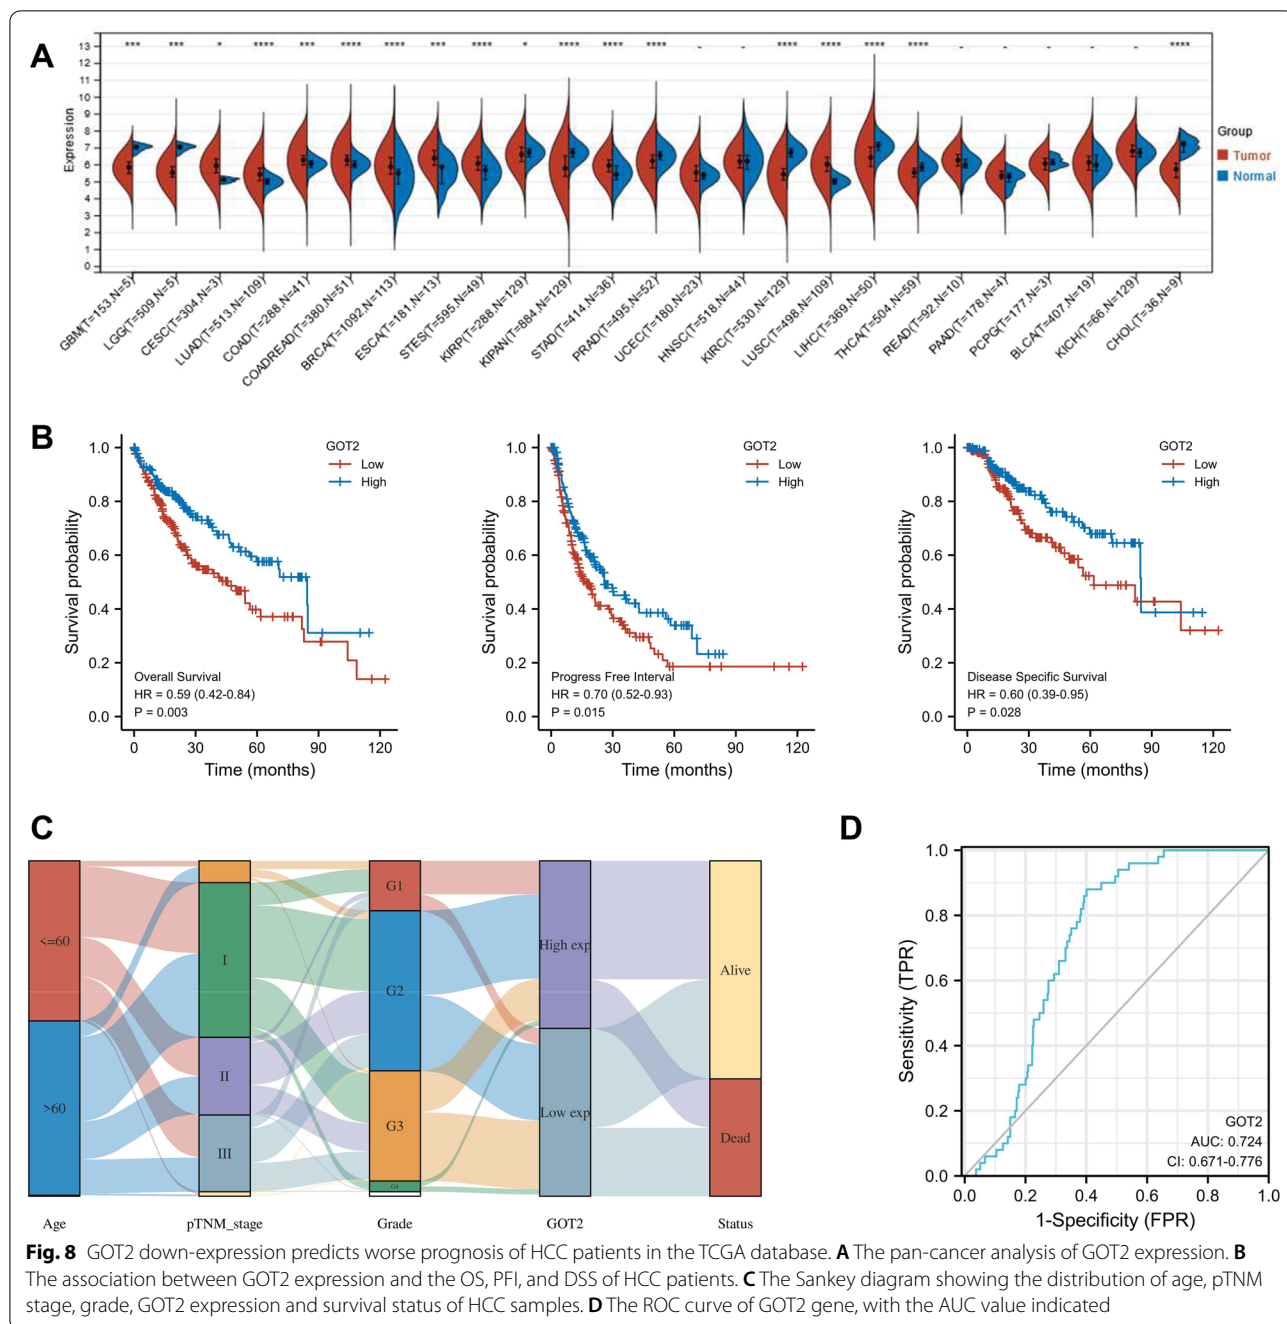 A
Expression
13
12
11
10
9
8
7
6
5
4
3
2
1
0
*** *** * **** *** **** **** *** **** * **** **** **** - - **** **** **** **** - - - - - ****
GBM(T=153,N=5)
LGG(T=509,N=5)
CESC(T=304,N=3)
LUAD(T=513,N=109)
COAD(T=288,N=41)
COADREAD(T=380,N=51)
BRCA(T=1092,N=113)
ESCA(T=181,N=13)
STES(T=595,N=49)
KIRP(T=288,N=129)
KIPAN(T=884,N=129)
STAD(T=414,N=36)
PRAD(T=495,N=52)
UCEC(T=180,N=23)
HNSC(T=518,N=44)
KIRC(T=530,N=129)
LUSC(T=498,N=109)
LIHC(T=369,N=50)
THCA(T=504,N=59)
READ(T=92,N=10)
PAAD(T=178,N=4)
PCPG(T=177,N=3)
BLCA(T=407,N=19)
KICH(T=66,N=129)
CHOL(T=36,N=9)
Group
Tumor
Normal
B
Survival probability
1.0
0.8
0.6
0.4
0.2
0.0
GOT2
Low
High
Overall Survival
HR = 0.59 (0.42-0.84)
P = 0.003
0 30 60 90 120
Time (months)
Survival probability
1.0
0.8
0.6
0.4
0.2
0.0
GOT2
Low
High
Progress Free Interval
HR = 0.70 (0.52-0.93)
P = 0.015
0 30 60 90 120
Time (months)
Survival probability
1.0
0.8
0.6
0.4
0.2
0.0
GOT2
Low
High
Disease Specific Survival
HR = 0.60 (0.39-0.95)
P = 0.028
0 30 60 90 120
Time (months)
C
<=60
>60
I
II
III
G1
G2
G3
G4
High exp
Low exp
Alive
Dead
Age pTNM_stage Grade GOT2 Status
D
Sensitivity (TPR)
1.0
0.8
0.6
0.4
0.2
0.0
GOT2
AUC: 0.724
CI: 0.671-0.776
0.0 0.2 0.4 0.6 0.8 1.0
1-Specificity (FPR)
Fig. 8 GOT2 down-expression predicts worse prognosis of HCC patients in the TCGA database. A The pan-cancer analysis of GOT2 expression. B
The association between GOT2 expression and the OS, PFI, and DSS of HCC patients. C The Sankey diagram showing the distribution of age, pTNM
stage, grade, GOT2 expression and survival status of HCC samples. D The ROC curve of GOT2 gene, with the AUC value indicated